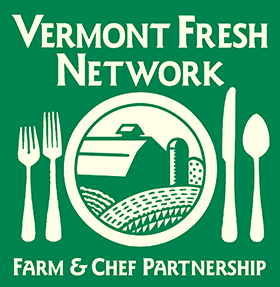 VERMONT FRESH
NETWORK
FARM & CHEF PARTNERSHIP